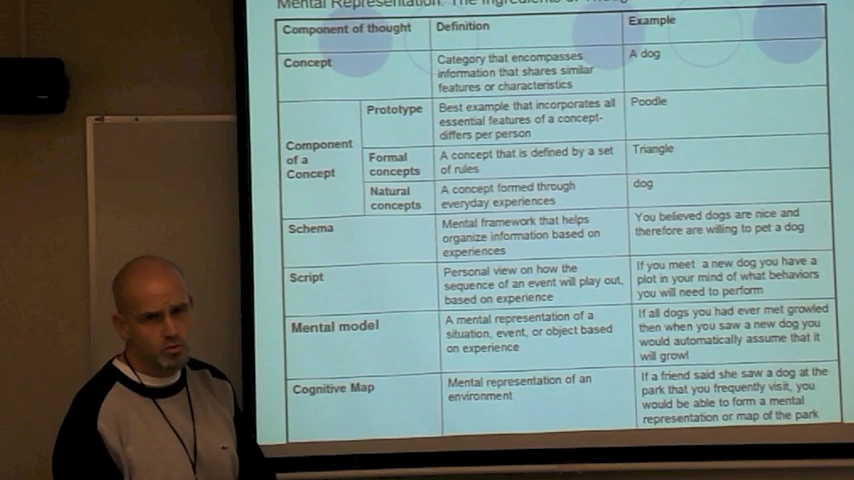 Mental Representation: The Ingredients of Thoug
Component of thought
Definition
Example
Concept
Category that encompasses
information that shares similar
features or characteristics
A dog
Component
of a
Concept
Prototype
Best example that incorporates all
essential features of a concept-
differs per person
Poodle
Formal
concepts
A concept that is defined by a set
of rules
Triangle
Natural
concepts
A concept formed through
everyday experiences
dog
Schema
Mental framework that helps
organize information based on
experiences
You believed dogs are nice and
therefore are willing to pet a dog
Script
Personal view on how the
sequence of an event will play out,
based on experience
If you meet a new dog you have a
plot in your mind of what behaviors
you will need to perform
Mental model
A mental representation of a
situation, event, or object based
on experience
If all dogs you had ever met growled
then when you saw a new dog you
would automatically assume that it
will growl
Cognitive Map
Mental representation of an
environment
If a friend said she saw a dog at the
park that you frequently visit, you
would be able to form a mental
representation or map of the park